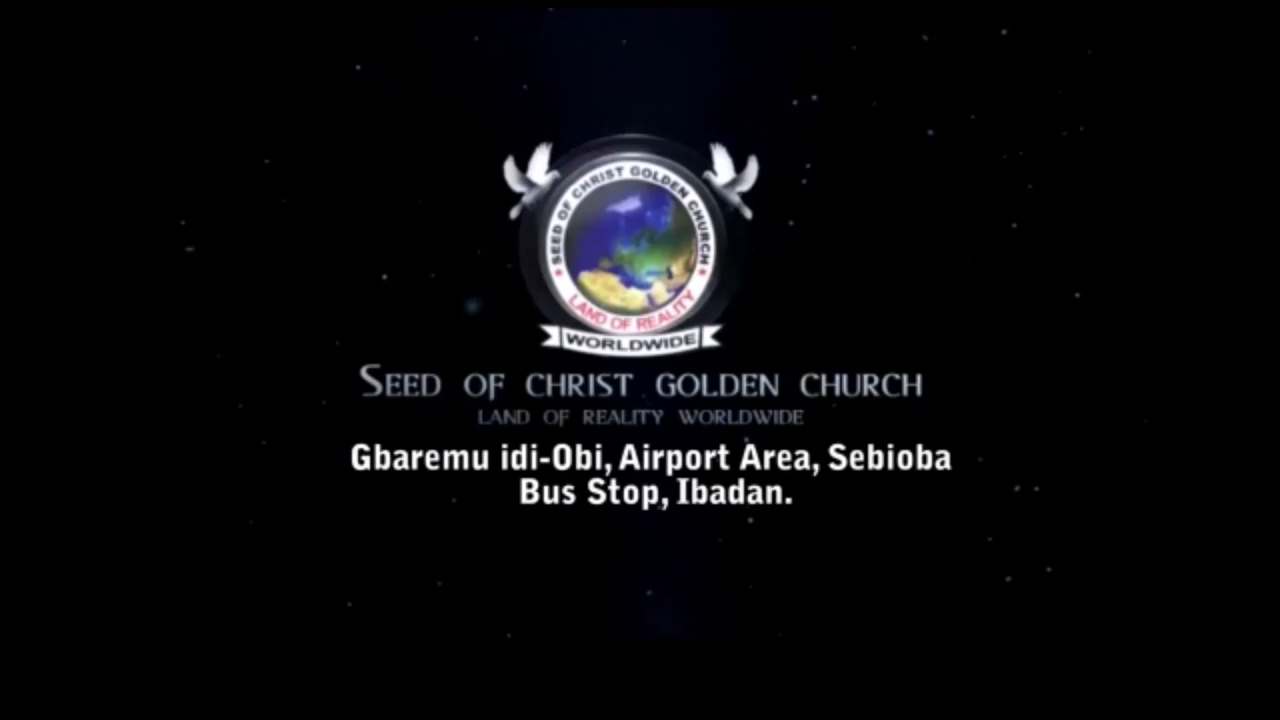 SEED OF CHRIST GOLDEN CHURCH
LAND OF REALITY
WORLDWIDE
SEED OF CHRIST GOLDEN CHURCH
LAND OF REALITY WORLDWIDE
Gbaremu idi-Obi, Airport Area, Sebioba
Bus Stop, Ibadan.